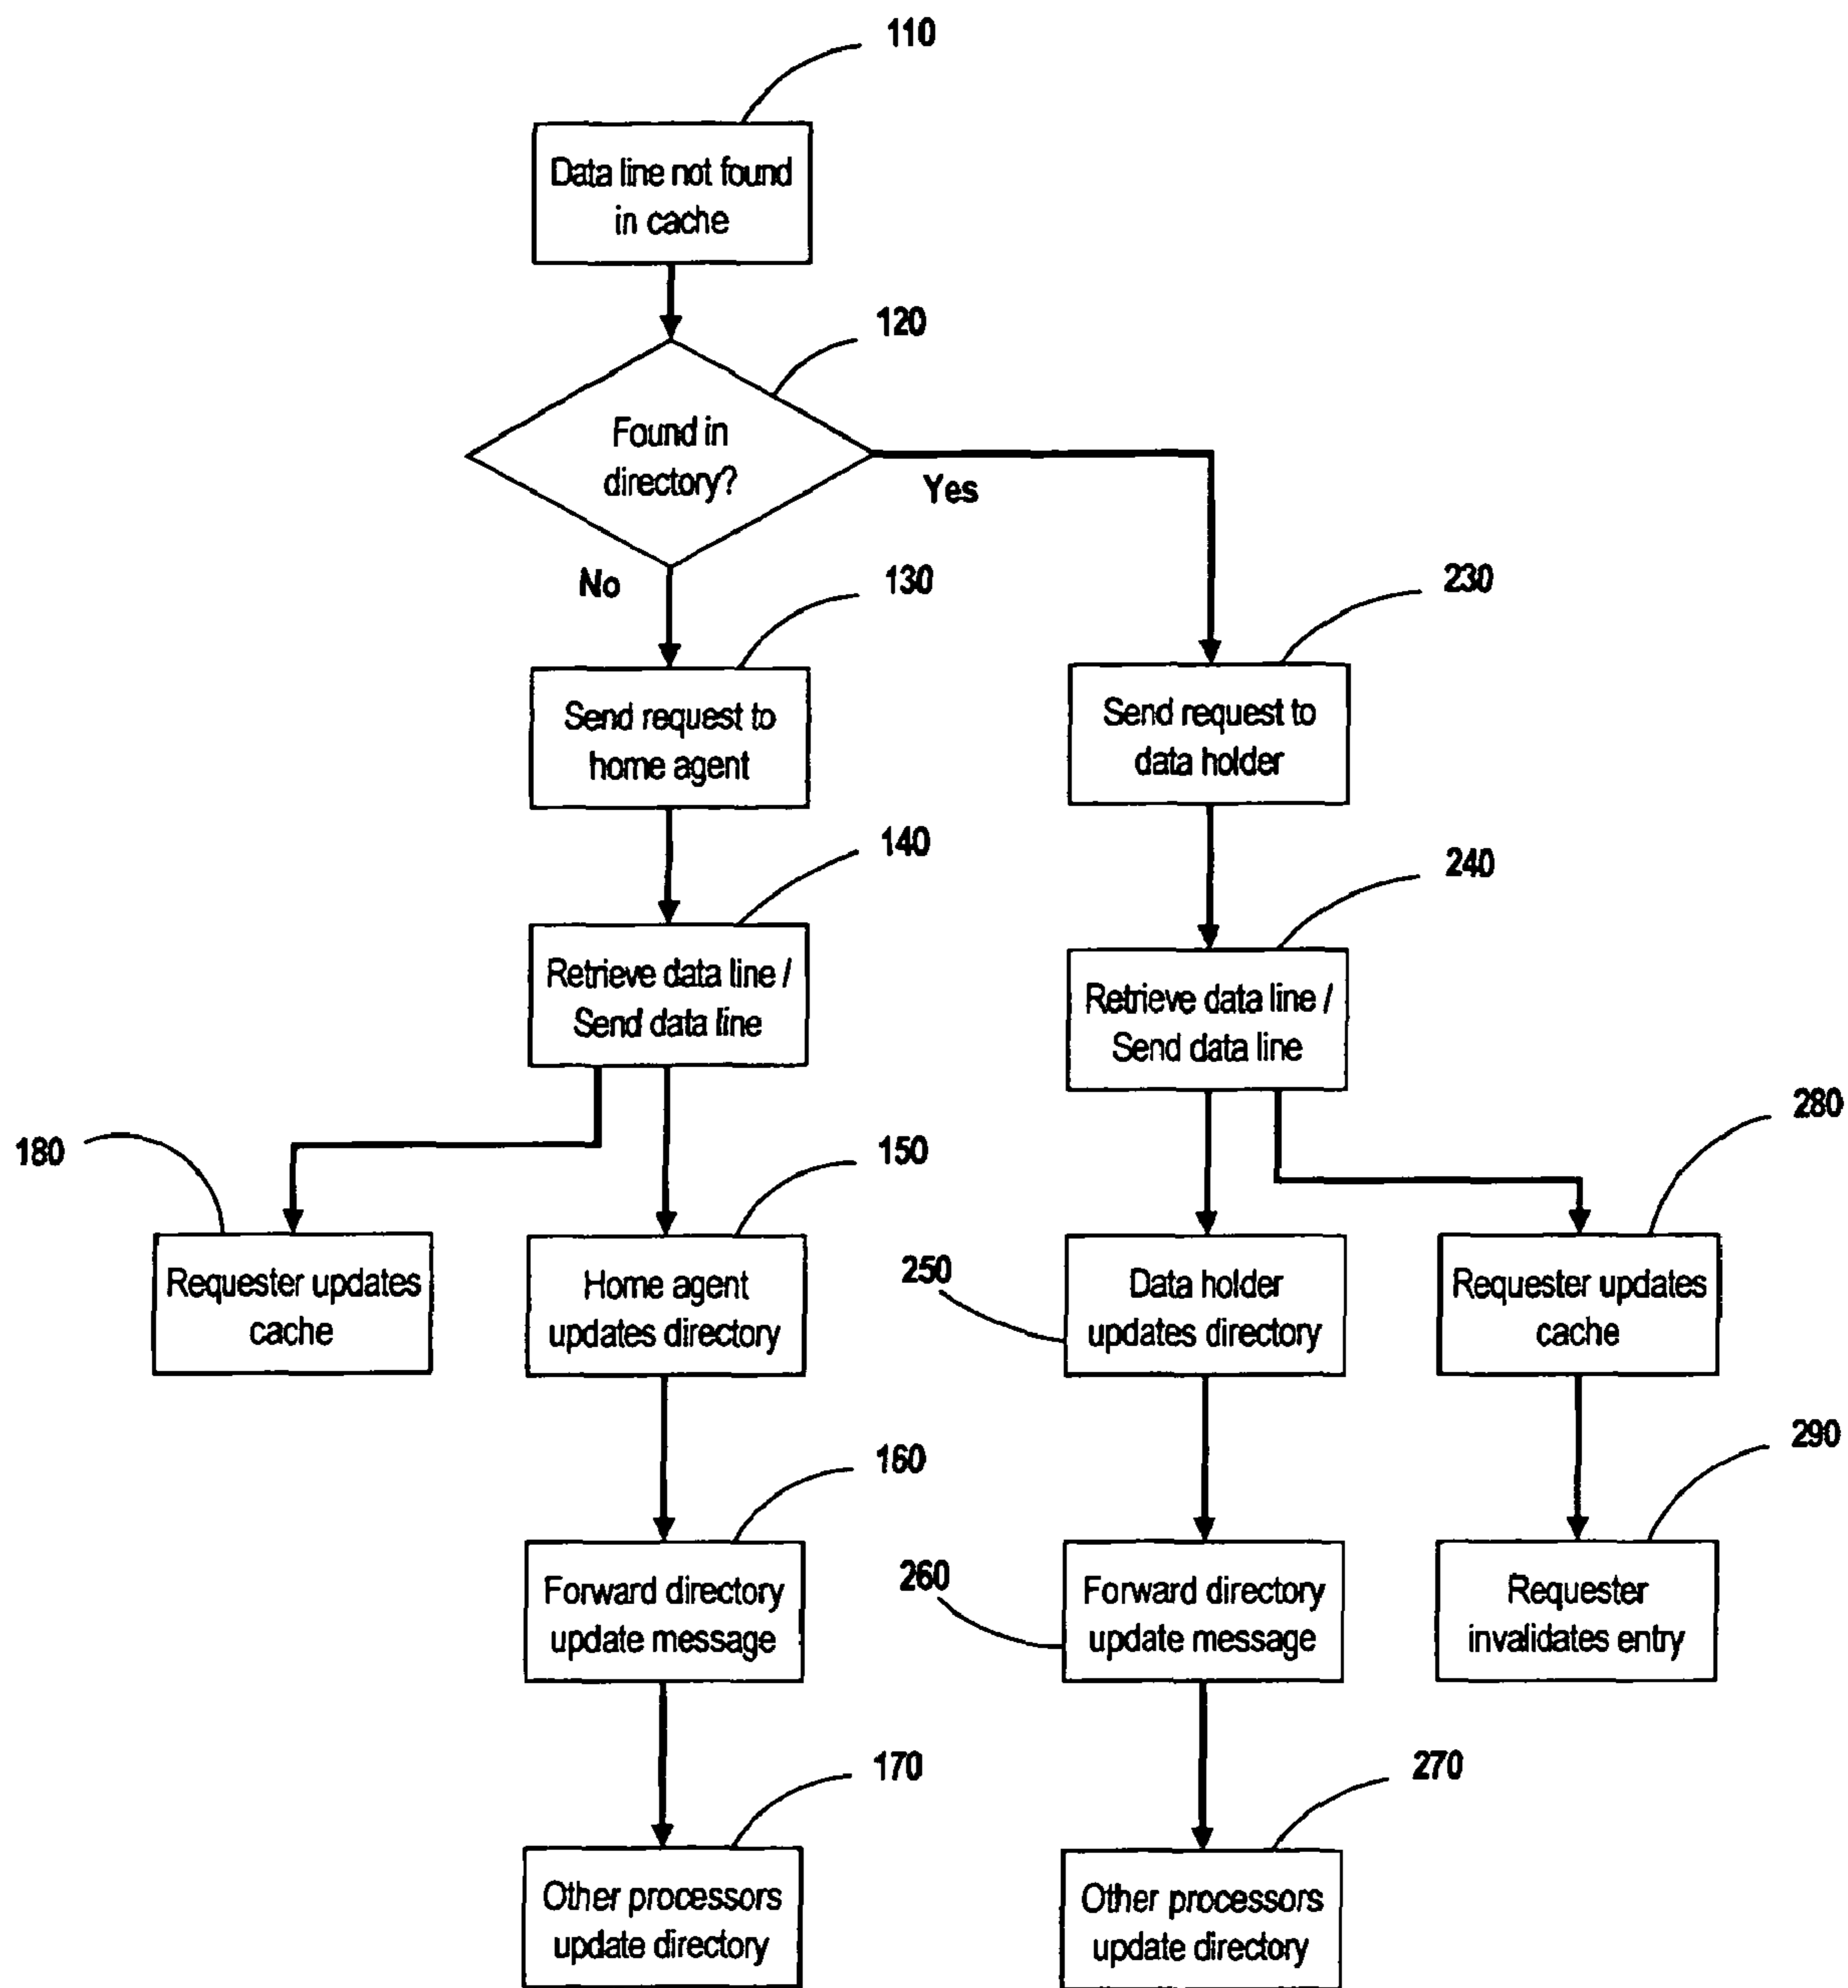 110
Data line not found
in cache
120
Found in
directory?
Yes
No
130
230
Send request to
home agent
Send request to
data holder
140
240
Retrieve data line /
Send data line
Retrieve data line /
Send data line
180
150
250
280
Requester updates
cache
Home agent
updates directory
Data holder
updates directory
Requester updates
cache
160
260
290
Forward directory
update message
Forward directory
update message
Requester
invalidates entry
170
270
Other processors
update directory
Other processors
update directory